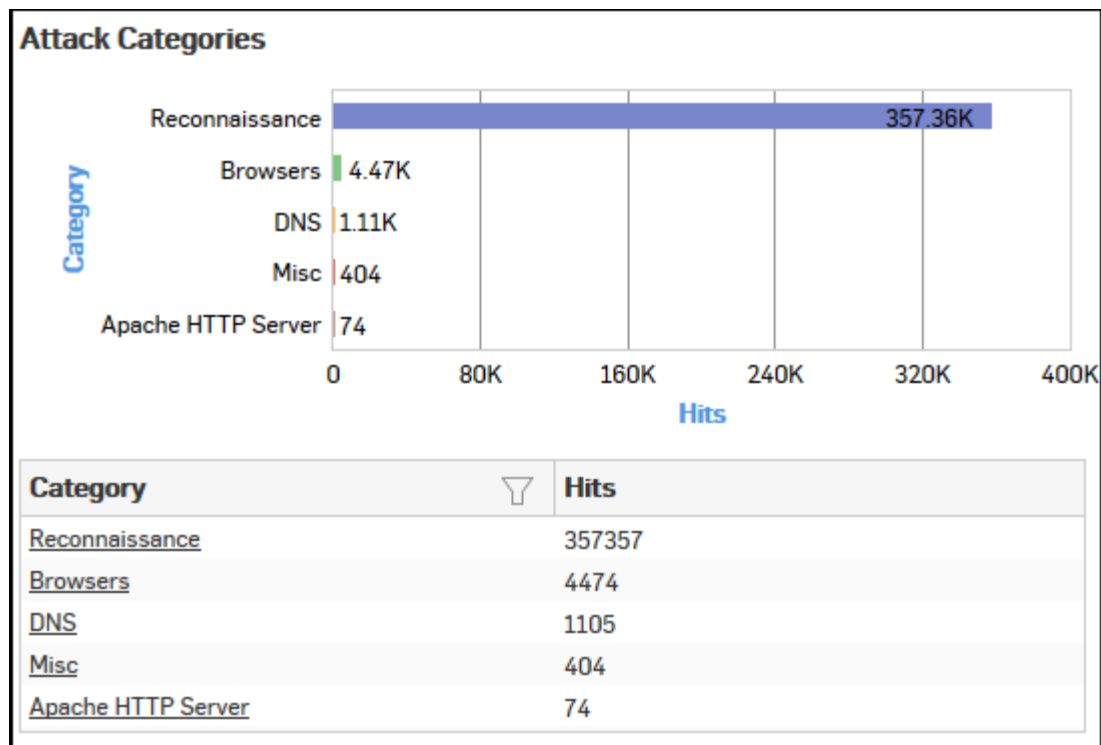 Attack Categories
Category
Reconnaissance 357.36K
Browsers 4.47K
DNS 1.11K
Misc 404
Apache HTTP Server 74
0 80K 160K 240K 320K 400K
Hits
Category Hits
Reconnaissance 357357
Browsers 4474
DNS 1105
Misc 404
Apache HTTP Server 74